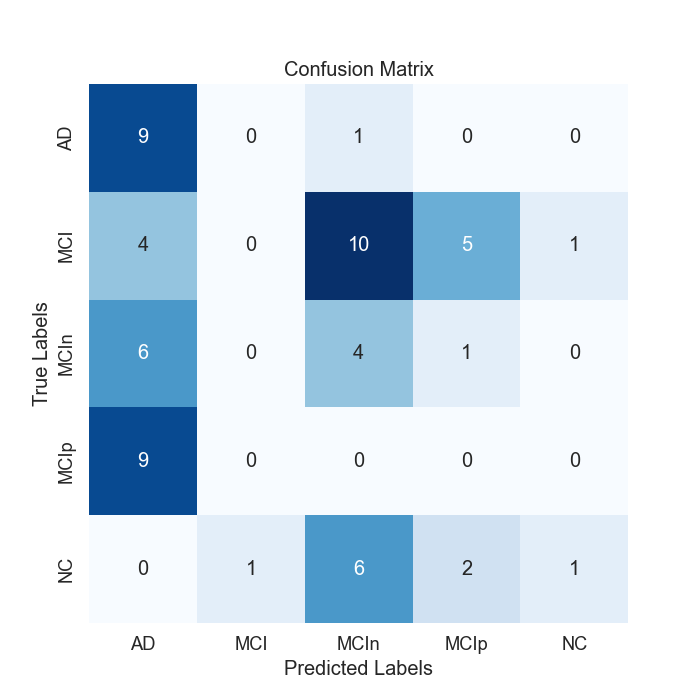 Confusion Matrix
AD 9 0 1 0 0
MCI 4 0 10 5 1
MCIn 6 0 4 1 0
MCIp 9 0 0 0 0
NC 0 1 6 2 1
True Labels
AD MCI MCIn MCIp NC
Predicted Labels